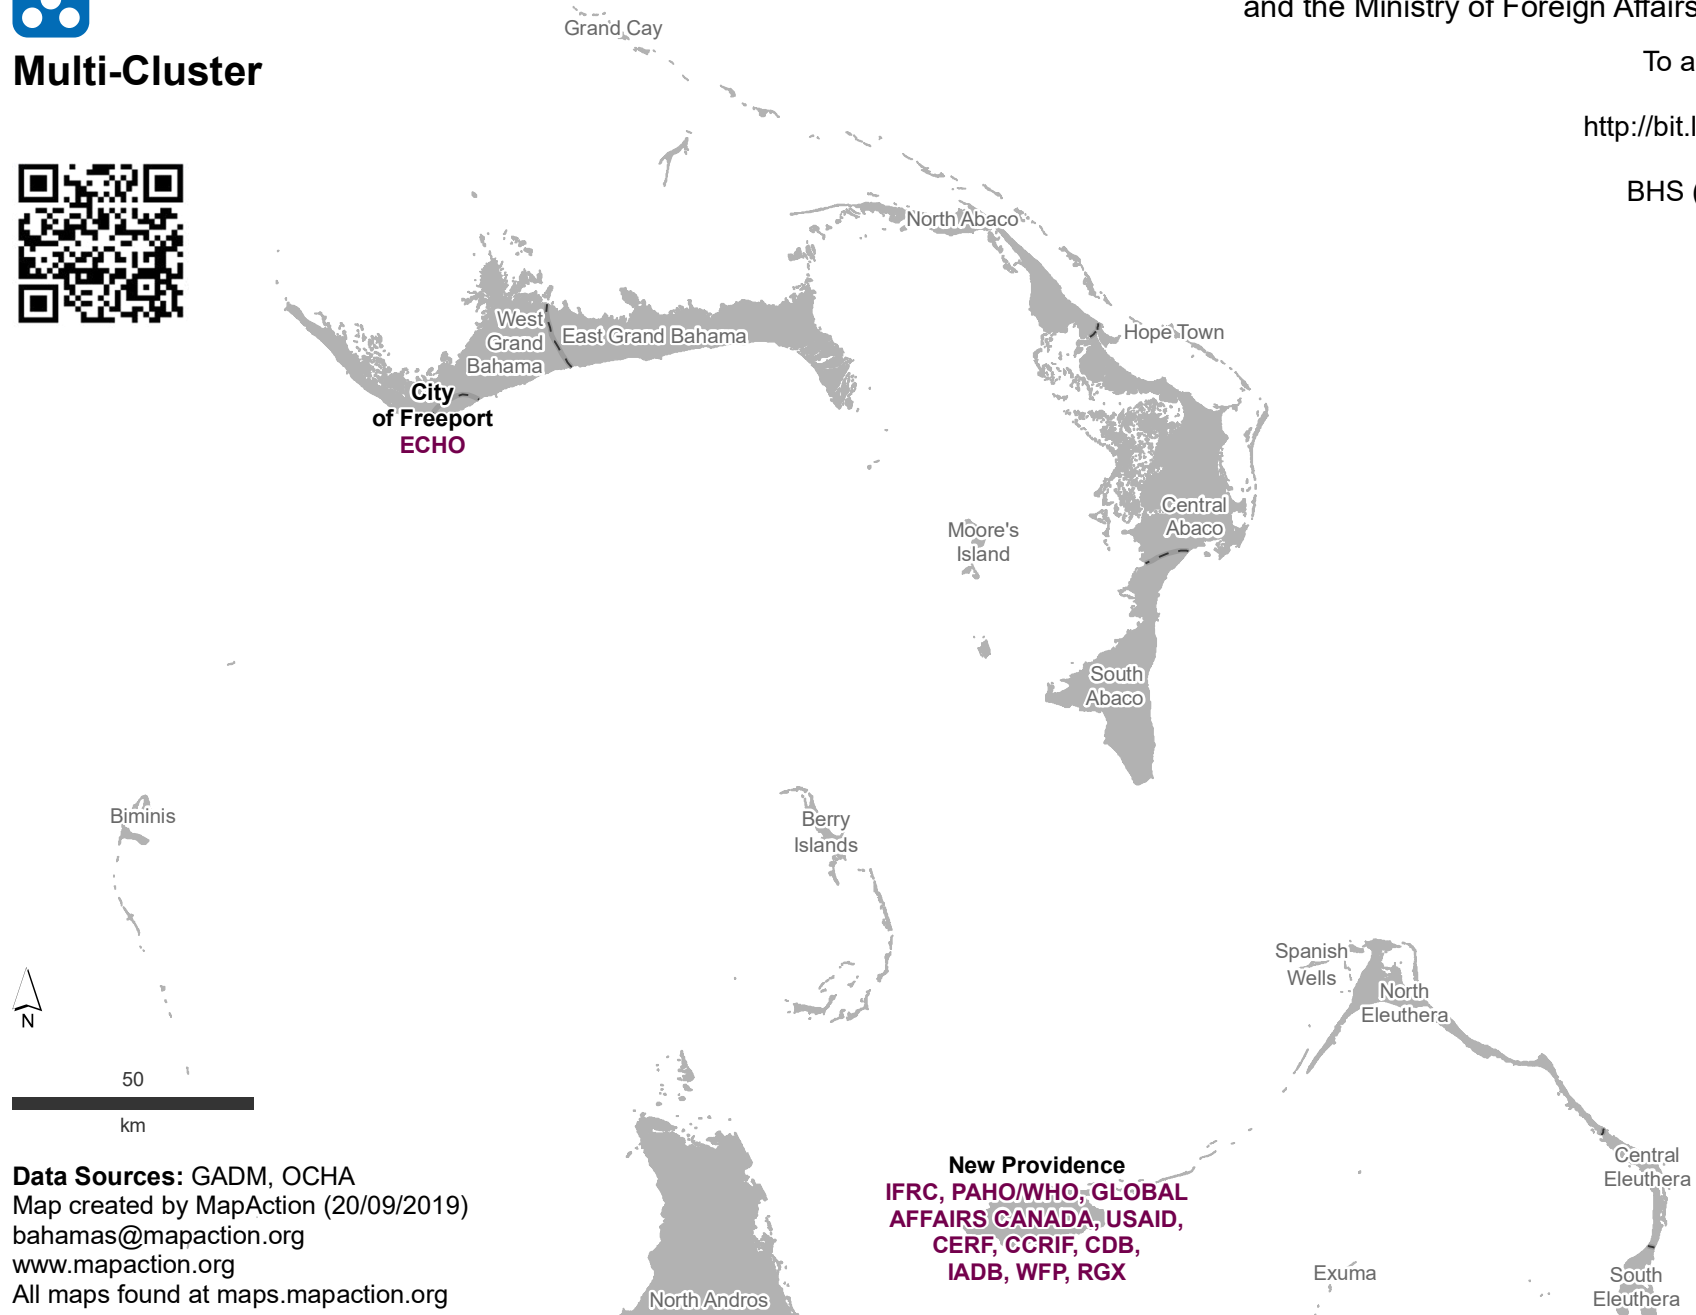 and the Ministry of Foreign Affairs
Multi-Cluster
To a
http://bit.l
BHS (
Grand Cay
North Abaco
Hope Town
West
Grand
Bahama
East Grand Bahama
City
of Freeport
ECHO
Central
Abaco
Moore's
Island
South
Abaco
Biminis
Berry
Islands
Spanish
Wells
North
Eleuthera
N
50
km
Central
Eleuthera
New Providence
IFRC, PAHO/WHO, GLOBAL
AFFAIRS CANADA, USAID,
CERF, CCRIF, CDB,
IADB, WFP, RGX
Exuma
South
Eleuthera
North Andros
Data Sources: GADM, OCHA
Map created by MapAction (20/09/2019)
bahamas@mapaction.org
www.mapaction.org
All maps found at maps.mapaction.org